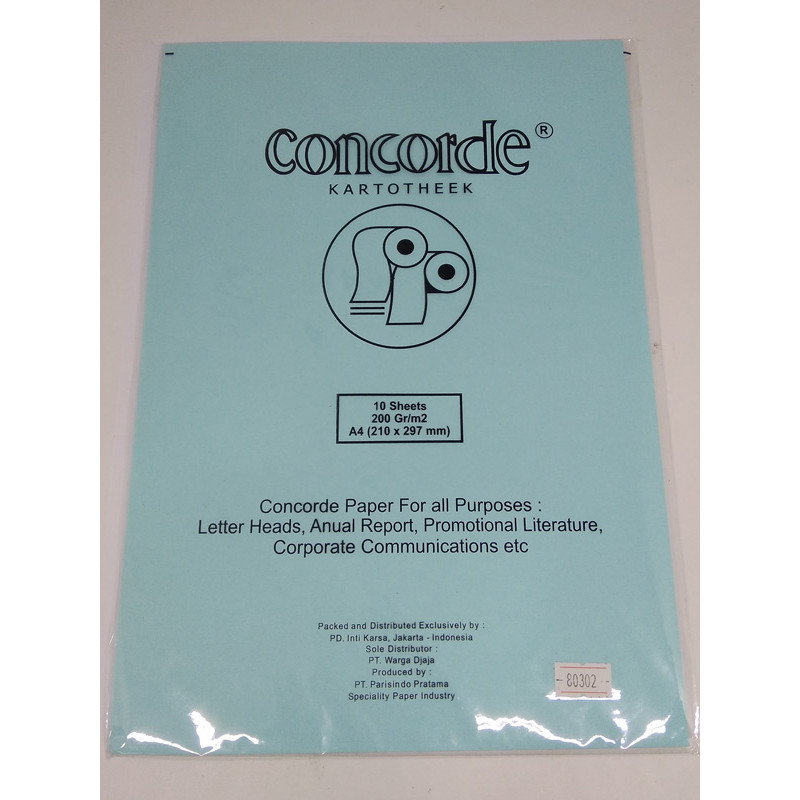 Concorde ®
KARTOTHEEK
10 Sheets
200 Gr/m2
A4 (210 x 297 mm)
Concorde Paper For all Purposes :
Letter Heads, Anual Report, Promotional Literature,
Corporate Communications etc
Packed and Distributed Exclusively by :
PD. Inti Karsa, Jakarta - Indonesia
Sole Distributor :
PT. Warga Djaja
Produced by :
PT. Parisindo Pratama
Speciality Paper Industry
80302